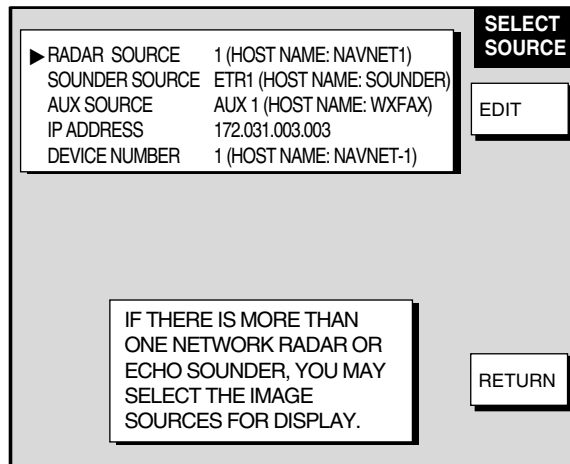 SELECT
SOURCE
▶RADAR SOURCE 1 (HOST NAME: NAVNET1)
SOUNDER SOURCE ETR1 (HOST NAME: SOUNDER)
AUX SOURCE AUX 1 (HOST NAME: WXFAX)
IP ADDRESS 172.031.003.003
DEVICE NUMBER 1 (HOST NAME: NAVNET-1)
EDIT
IF THERE IS MORE THAN
ONE NETWORK RADAR OR
ECHO SOUNDER, YOU MAY
SELECT THE IMAGE
SOURCES FOR DISPLAY.
RETURN